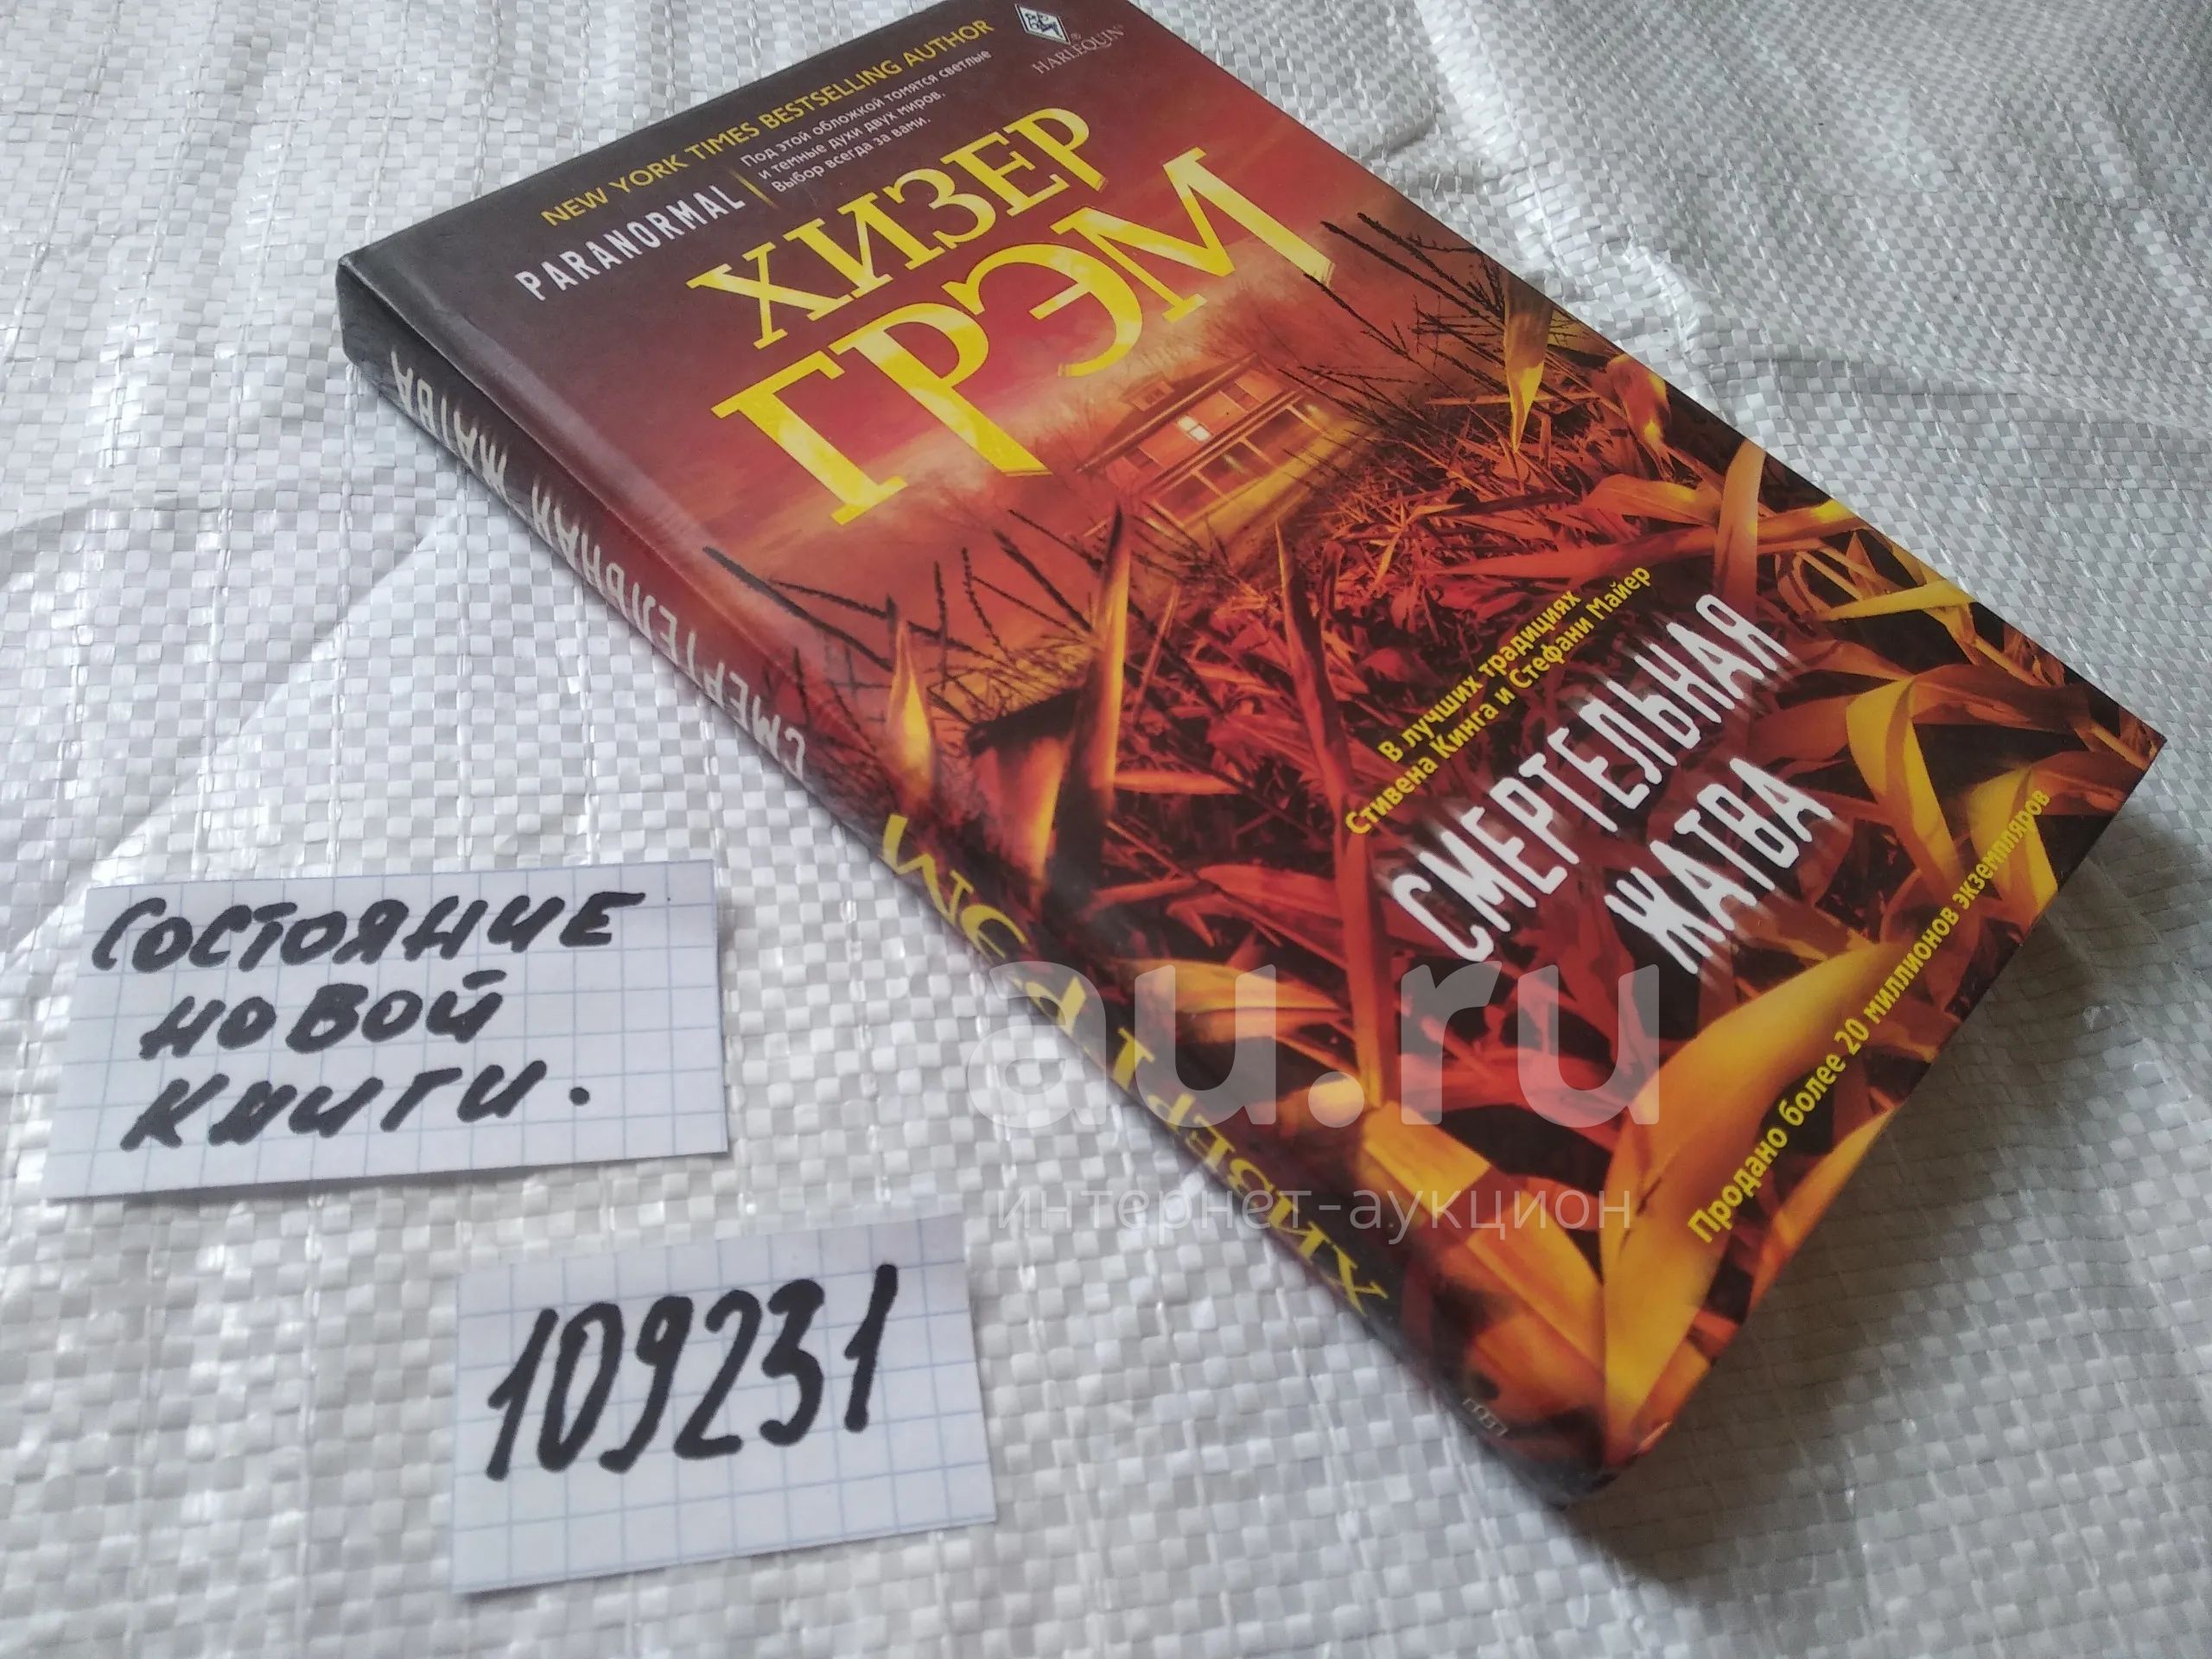 NEW YORK TIMES BESTSELLING AUTHOR
HARLEQUIN
PARANORMAL
Под этой обложкой томятся светлые
и темные духи двух миров.
Выбор всегда за вами.
ХИЗЕР
ГРЭМ
В лучших традициях
Стивена Кинга и Стефани Майер
СМЕРТЕЛЬНАЯ
ЖАТВА
Продано более 20 миллионов экземпляров
ХИЗЕР ГРЭМ СМЕРТЕЛЬНАЯ ЖАТВА
СОСТОЯНИЕ
НОВОЙ
КНИГИ.
109231
au.ru
интернет-аукцион